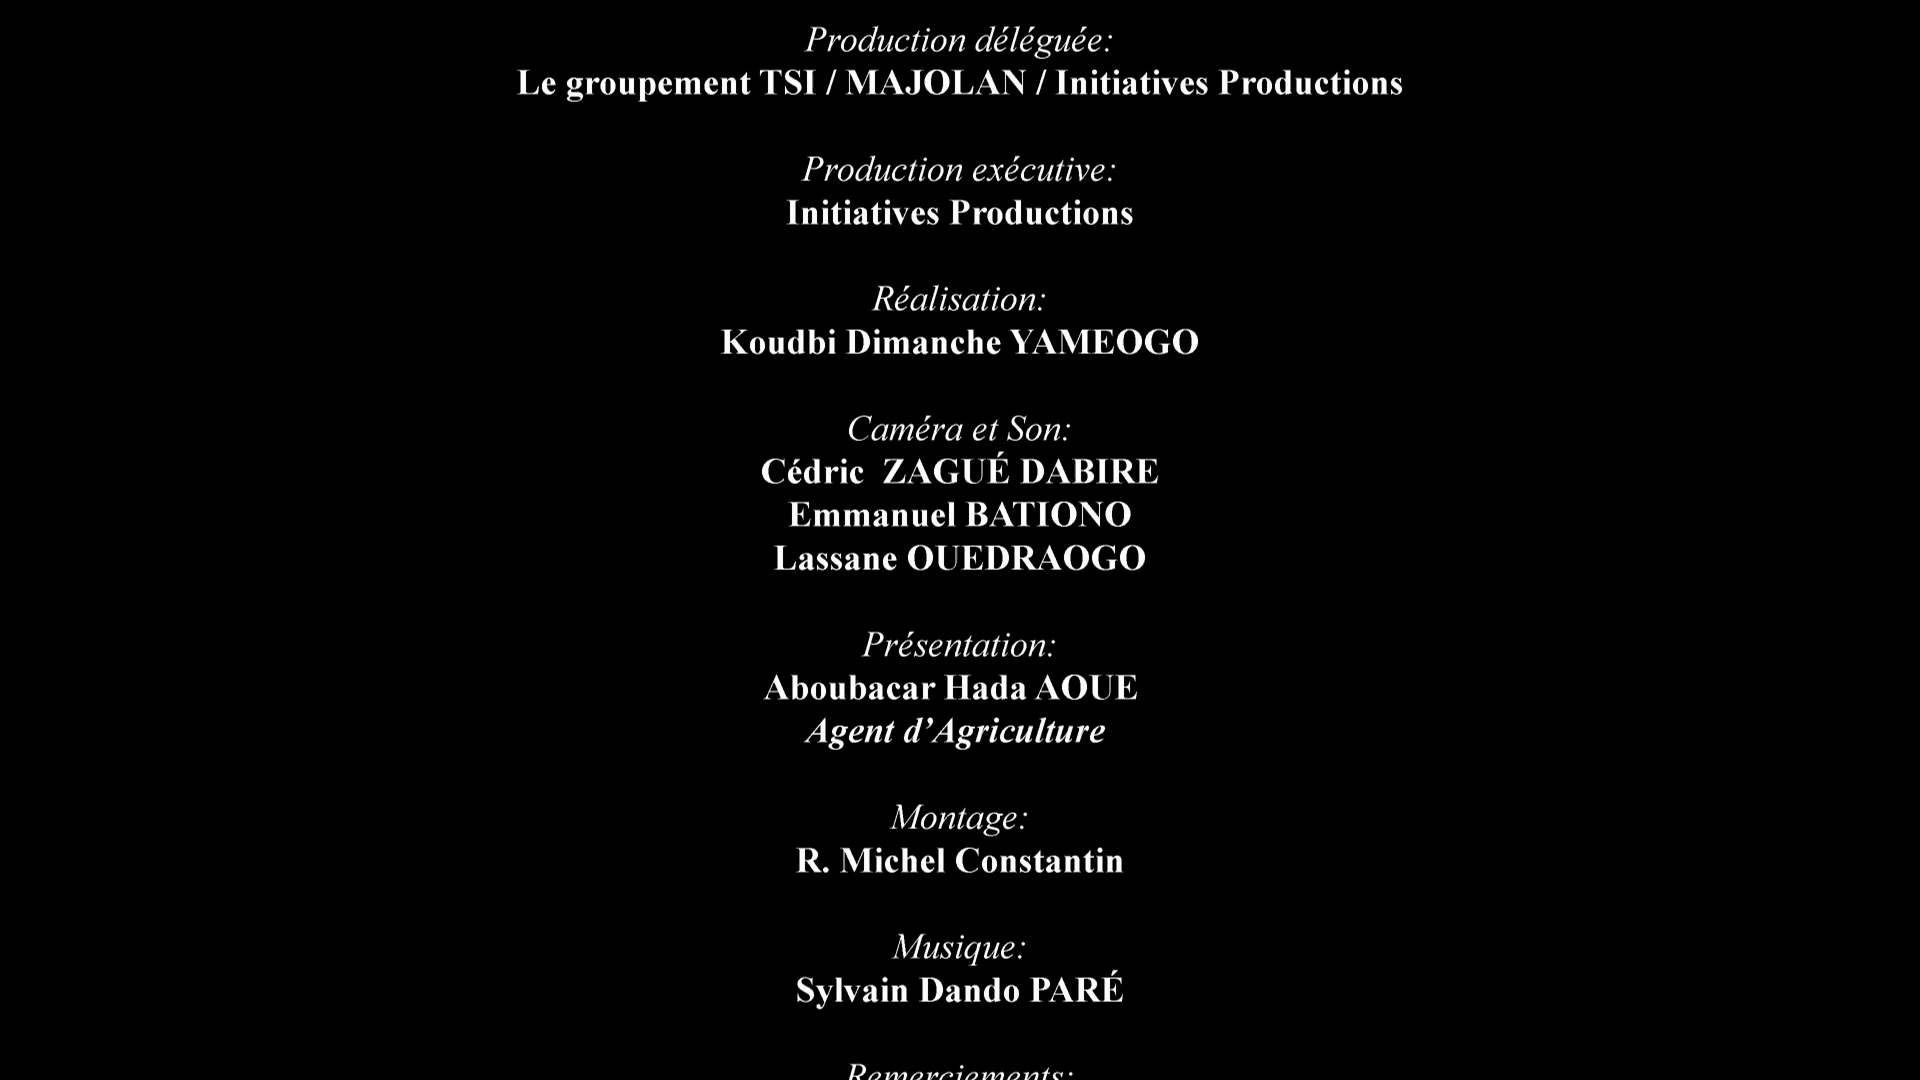 Production déléguée:
Le groupement TSI / MAJOLAN / Initiatives Productions
Production exécutive:
Initiatives Productions
Réalisation:
Koudbi Dimanche YAMEOGO
Caméra et Son:
Cédric  ZAGUÉ DABIRE
Emmanuel BATIONO
Lassane OUEDRAOGO
Présentation:
Aboubacar Hada AOUE
Agent d’Agriculture
Montage:
R. Michel Constantin
Musique:
Sylvain Dando PARÉ
Remerciements: